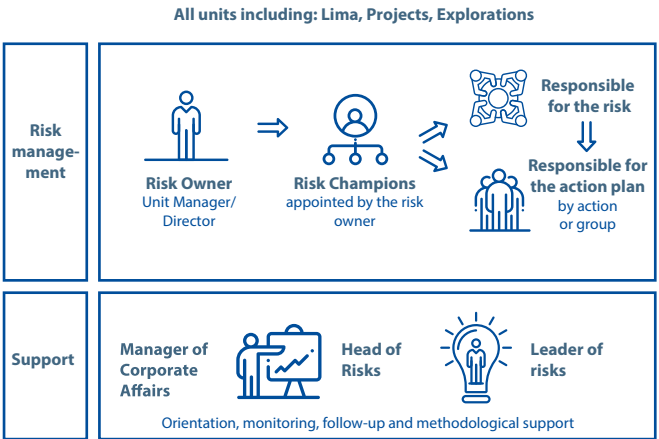 All units including: Lima, Projects, Explorations
Risk
manage-
ment
Risk Owner
Unit Manager/
Director
Risk Champions
appointed by the risk
owner
Responsible
for the risk
Responsible for
the action plan
by action
or group
Support
Manager of
Corporate
Affairs
Head of
Risks
Leader of
risks
Orientation, monitoring, follow-up and methodological support